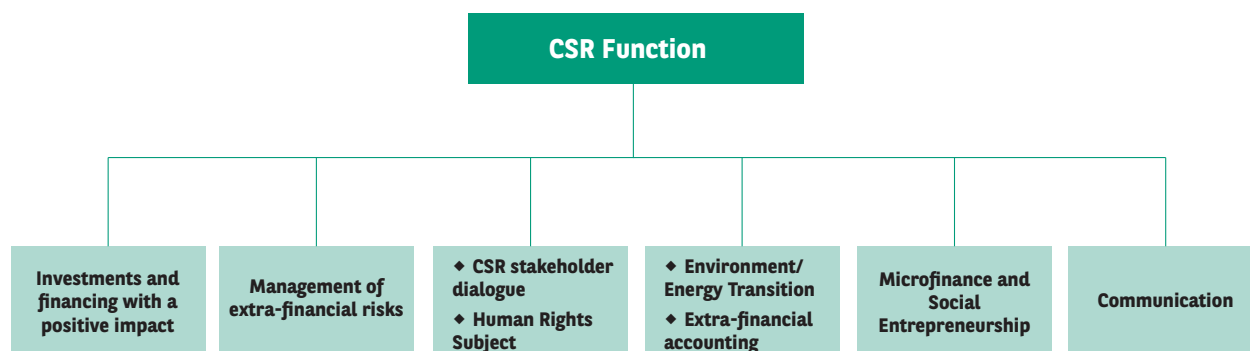 CSR Function
Investments and
financing with a
positive impact
Management of
extra-financial risks
◆ CSR stakeholder
dialogue
◆ Human Rights
Subject
◆ Environment/
Energy Transition
◆ Extra-financial
accounting
Microfinance and
Social
Entrepreneurship
Communication